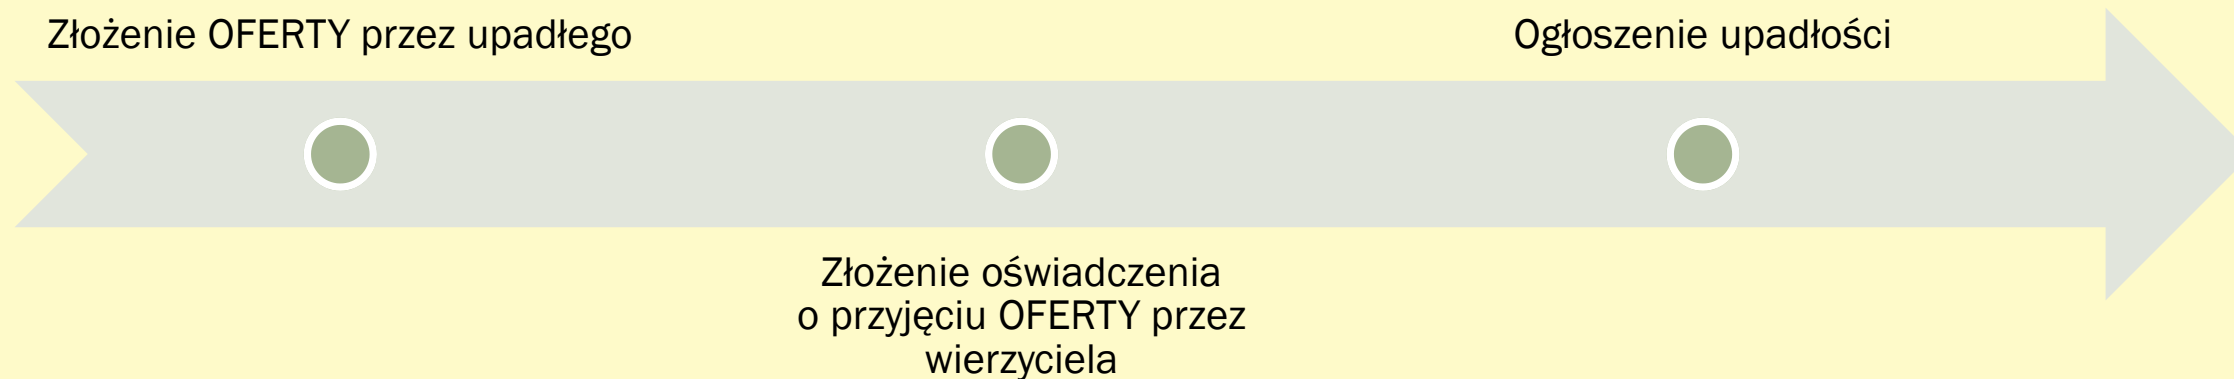 Złożenie OFERTY przez upadłego
Ogłoszenie upadłości
Złożenie oświadczenia
o przyjęciu OFERTY przez
wierzyciela